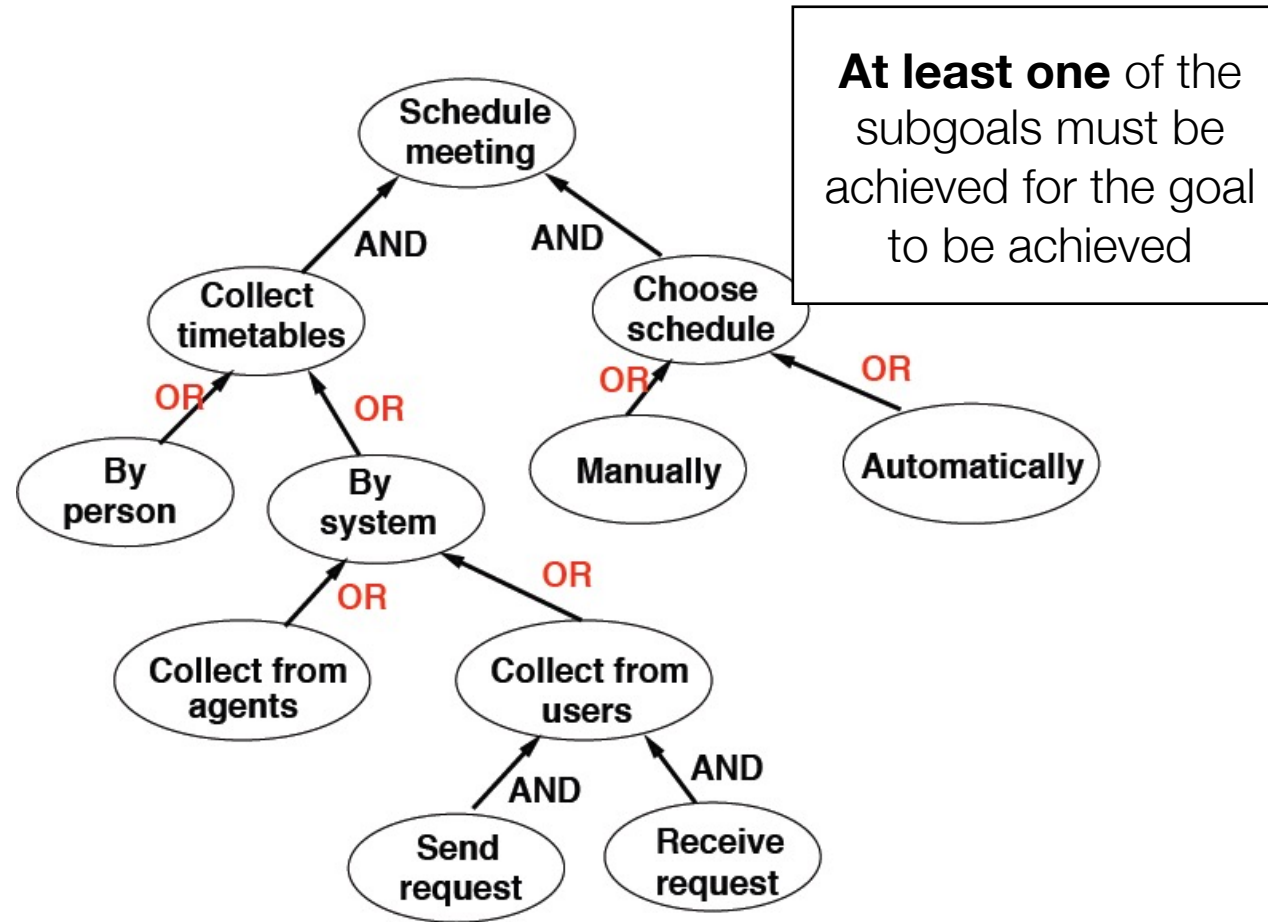 At least one of the
subgoals must be
achieved for the goal
to be achieved
Schedule
meeting
AND
AND
Collect
timetables
Choose
schedule
OR
OR
OR
OR
By
person
By
system
Manually
Automatically
OR
OR
Collect from
agents
Collect from
users
AND
AND
Send
request
Receive
request